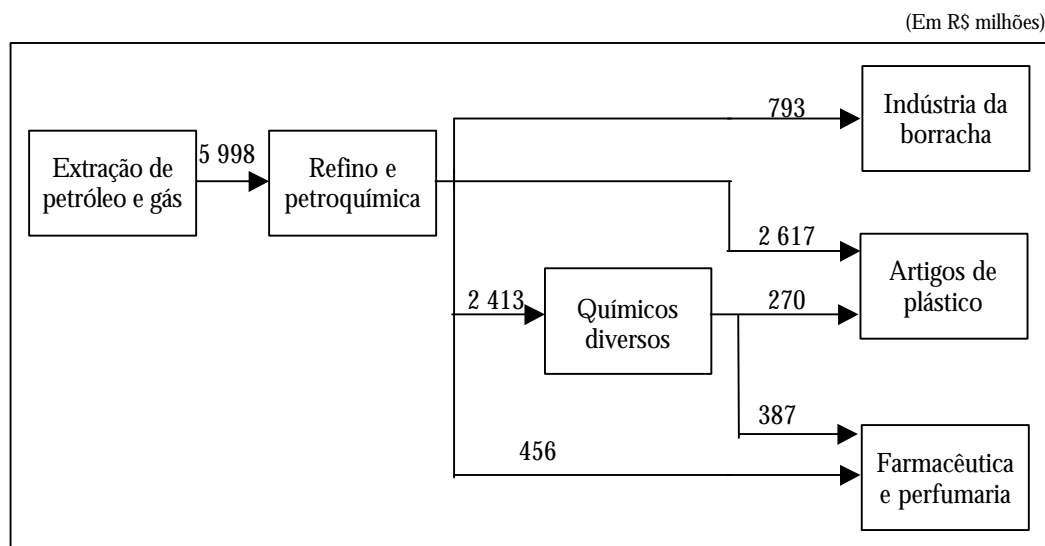 (Em R$ milhões)
793
Indústria da
borracha
5 998
Extração de
petróleo e gás
Refino e
petroquímica
2 617
Artigos de
plástico
2 413
Químicos
diversos
270
387
456
Farmacêutica
e perfumaria